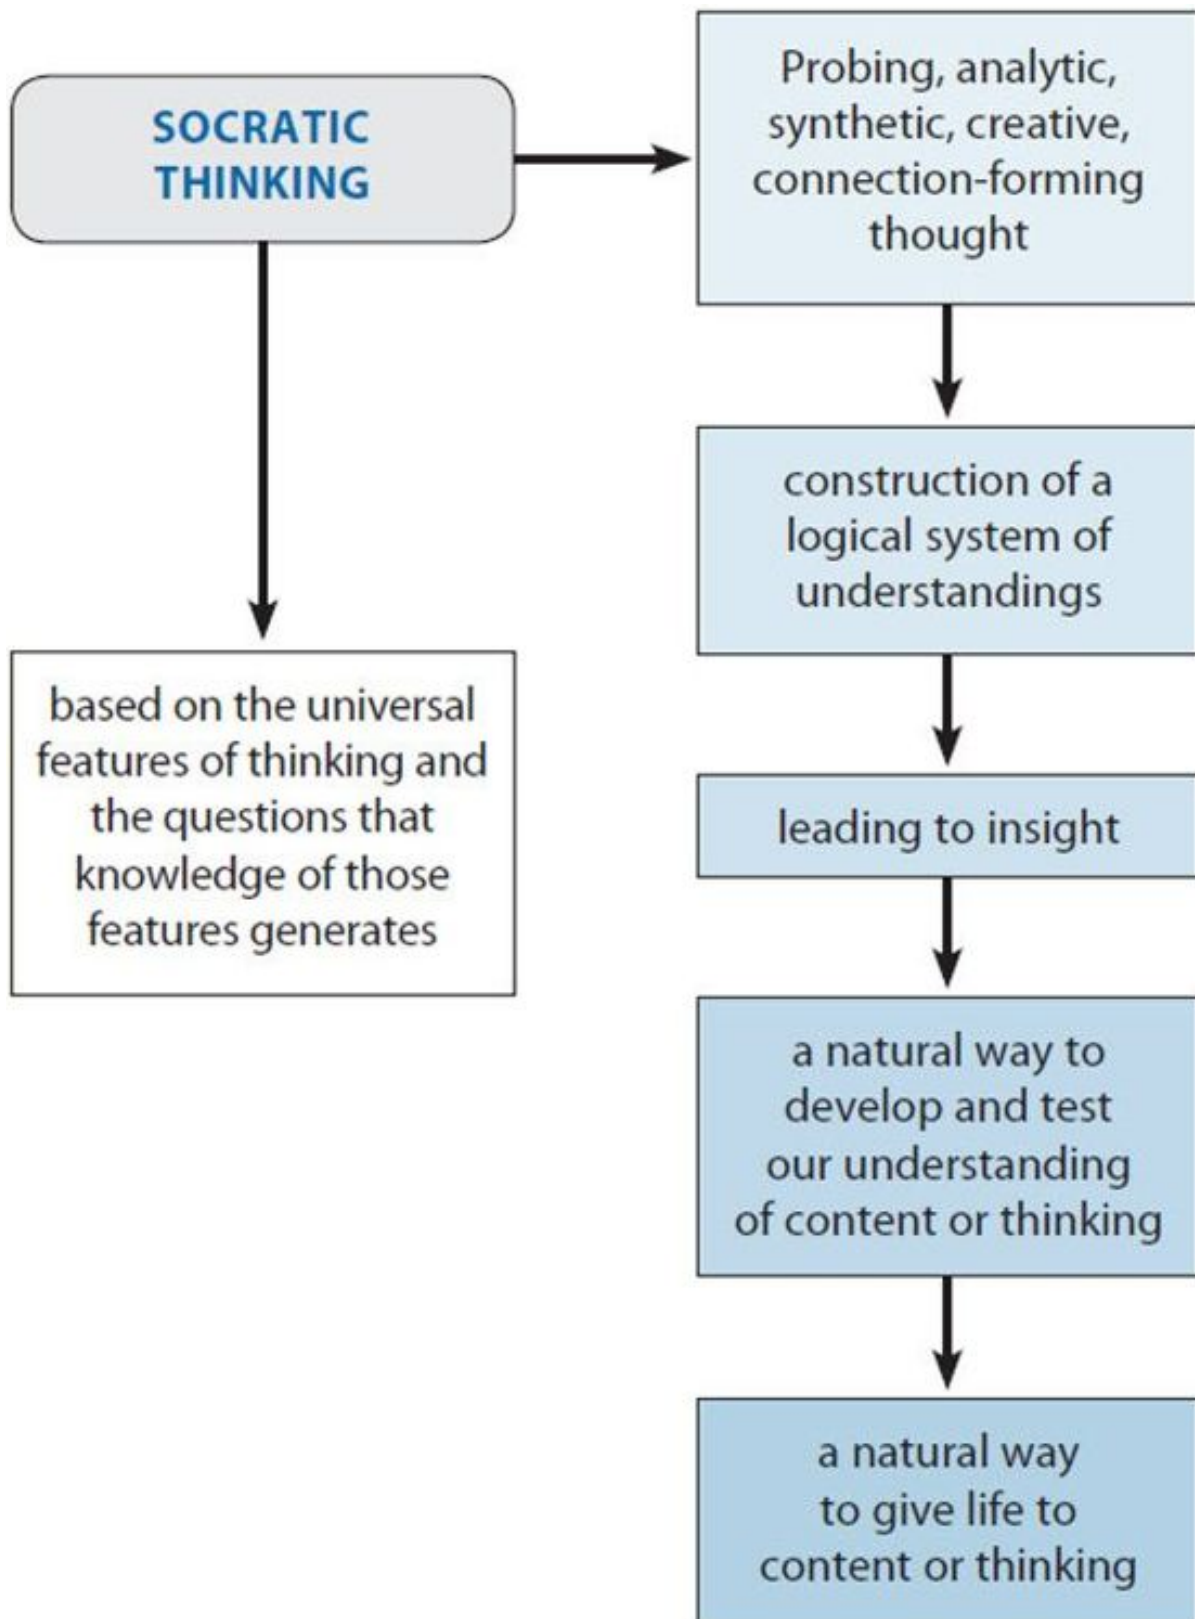 SOCRATIC
THINKING
Probing, analytic,
synthetic, creative,
connection-forming
thought
construction of a
logical system of
understandings
based on the universal
features of thinking and
the questions that
knowledge of those
features generates
leading to insight
a natural way to
develop and test
our understanding
of content or thinking
a natural way
to give life to
content or thinking